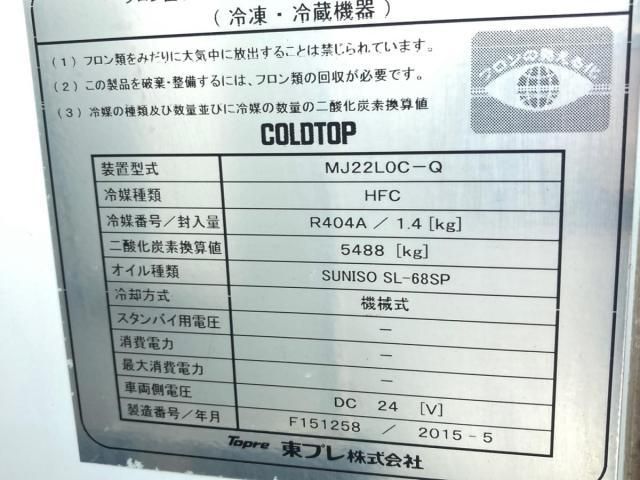 （冷凍・冷蔵機器）
(1) フロン類をみだりに大気中に放出することは禁じられています。
(2) この製品を破棄・整備するには、フロン類の回収が必要です。
(3) 冷媒の種類及び数量並びに冷媒の数量の二酸化炭素換算値
フロンの見える化
COLDTOP
装置型式 MJ22L0C-Q
冷媒種類 HFC
冷媒番号/封入量 R404A / 1.4 [kg]
二酸化炭素換算値 5488 [kg]
オイル種類 SUNISO SL-68SP
冷却方式 機械式
スタンバイ用電圧 －
消費電力 －
最大消費電力 －
車両側電圧 DC 24 [V]
製造番号/年月 F151258 / 2015-5
Topre 東プレ株式会社